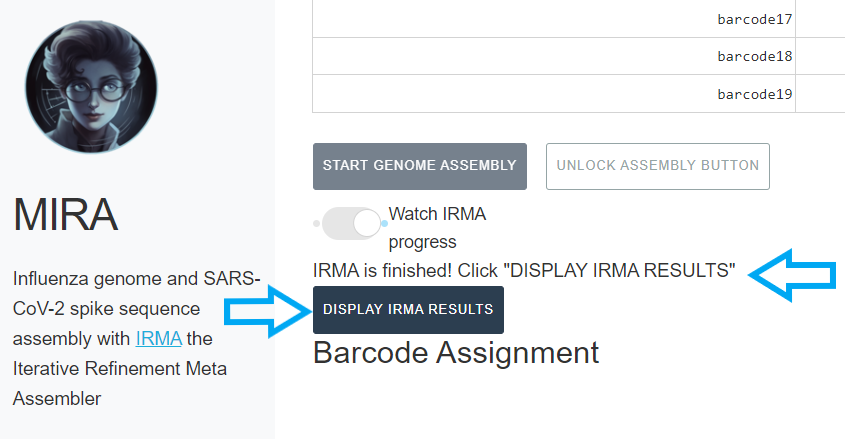 barcode17
barcode18
barcode19
START GENOME ASSEMBLY
UNLOCK ASSEMBLY BUTTON
Watch IRMA
progress
IRMA is finished! Click "DISPLAY IRMA RESULTS"
DISPLAY IRMA RESULTS
Barcode Assignment
MIRA
Influenza genome and SARS-
CoV-2 spike sequence
assembly with IRMA the
Iterative Refinement Meta
Assembler